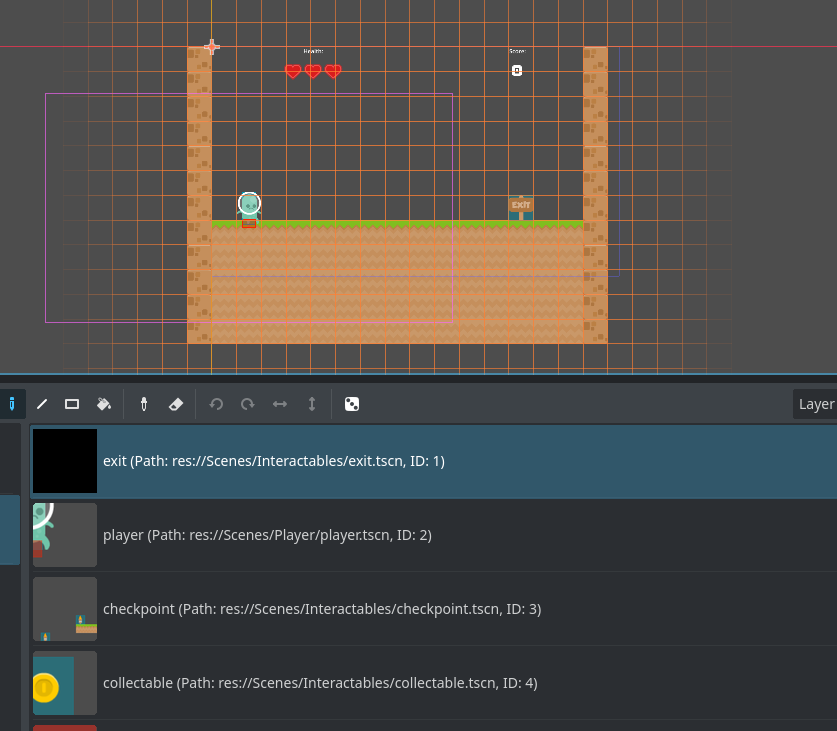 Health:
Score:
0
EXIT
Layer
exit (Path: res://Scenes/Interactables/exit.tscn, ID: 1)
player (Path: res://Scenes/Player/player.tscn, ID: 2)
checkpoint (Path: res://Scenes/Interactables/checkpoint.tscn, ID: 3)
collectable (Path: res://Scenes/Interactables/collectable.tscn, ID: 4)